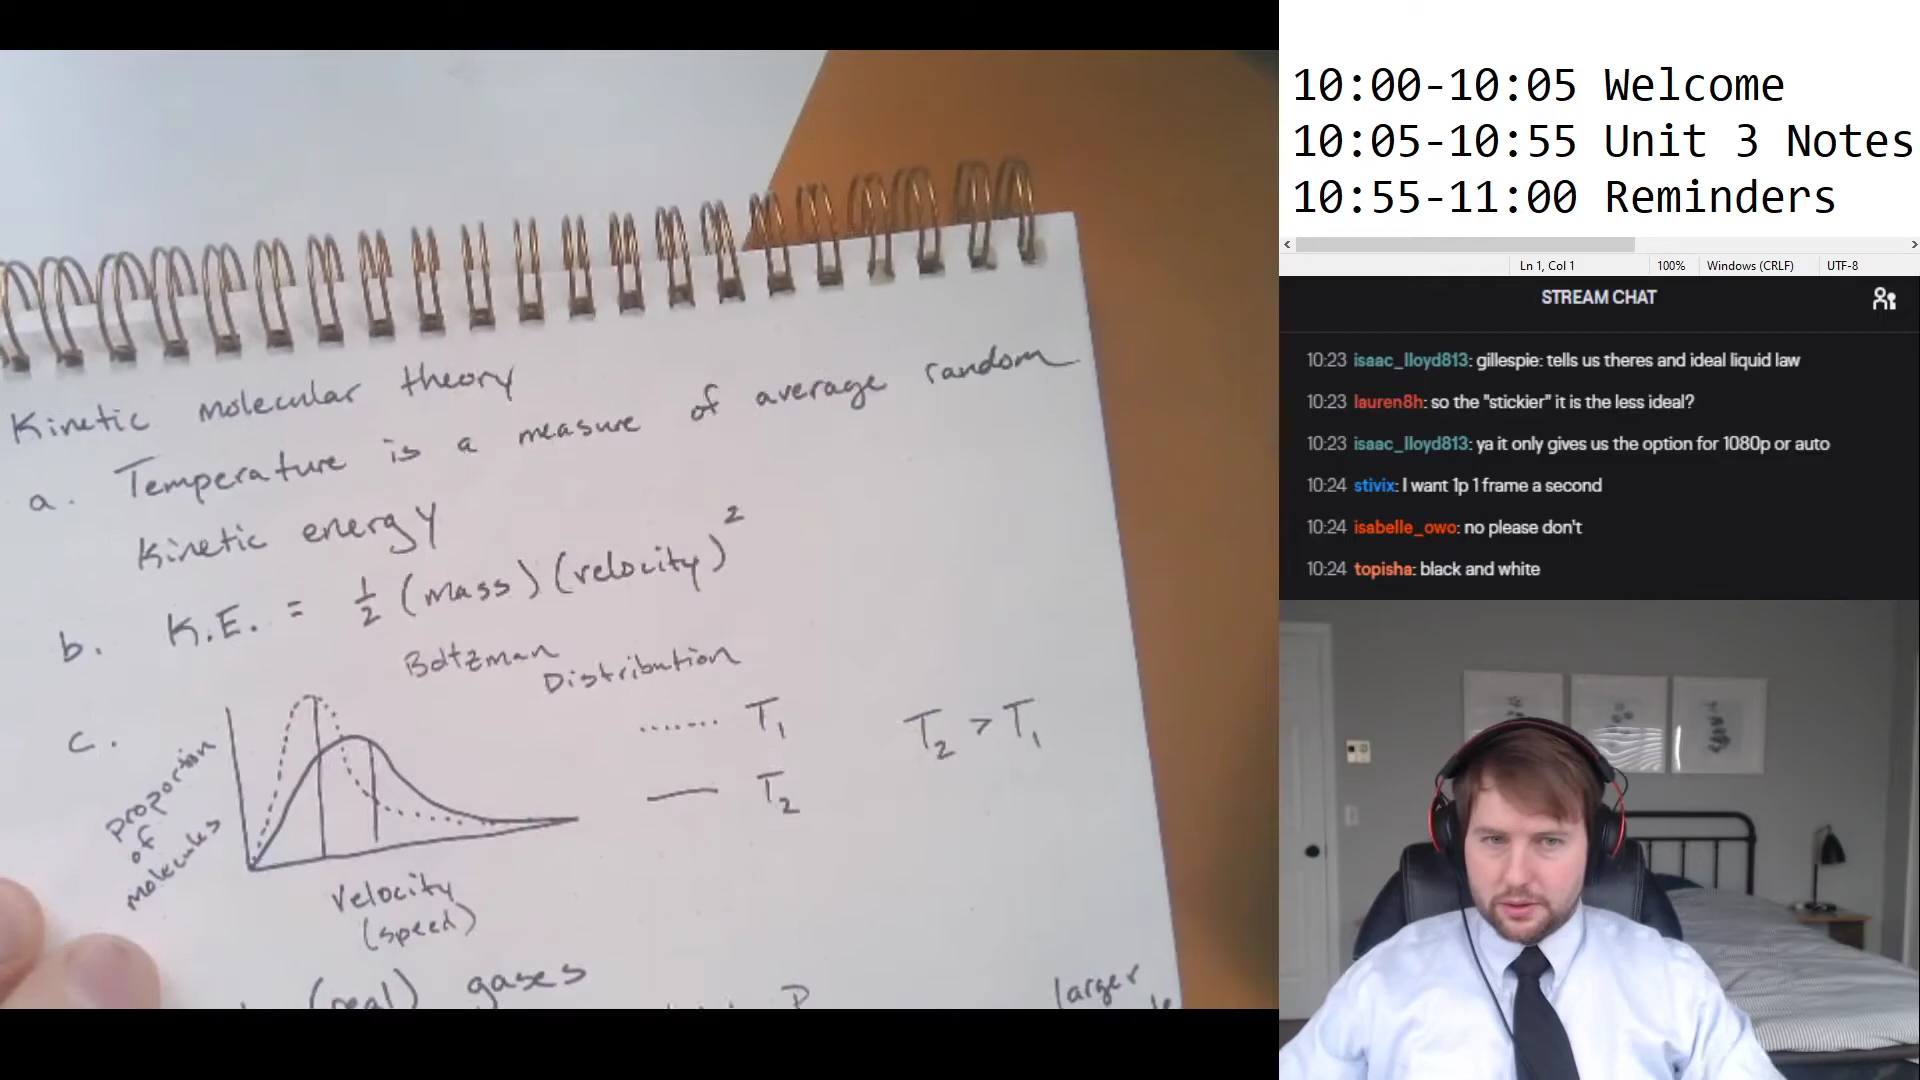 Kinetic molecular theory
a. Temperature is a measure of average random
Kinetic energy
b. K.E. = 1/2 (mass) (velocity)²
Boltzman
Distribution
c.
proportion
of
molecules
velocity
(speed)
T₁
T₂
T₂ > T₁
(real) gases
P
larger
10:00-10:05 Welcome
10:05-10:55 Unit 3 Notes
10:55-11:00 Reminders
Ln 1, Col 1 100% Windows (CRLF) UTF-8
STREAM CHAT
10:23 isaac_lloyd813: gillespie: tells us theres and ideal liquid law
10:23 lauren8h: so the "stickier" it is the less ideal?
10:23 isaac_lloyd813: ya it only gives us the option for 1080p or auto
10:24 stivix: I want 1p 1 frame a second
10:24 isabelle_owo: no please don't
10:24 topisha: black and white